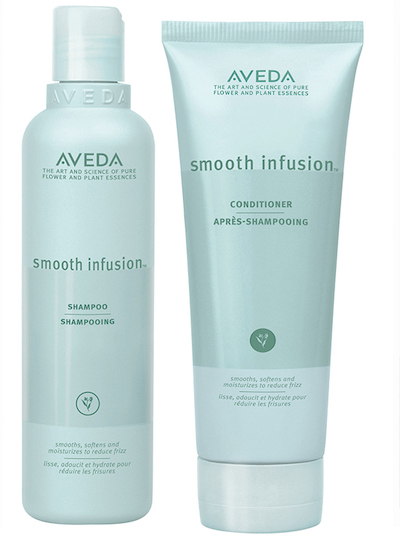 AVEDA
AVEDA
THE ART AND SCIENCE OF PURE
FLOWER AND PLANT ESSENCES
smooth infusion™
SHAMPOO
SHAMPOOING
smooths, softens and
moisturizes to reduce frizz
lisse, adoucit et hydrate pour
réduire les frisures
AVEDA
THE ART AND SCIENCE OF PURE
FLOWER AND PLANT ESSENCES
smooth infusion™
CONDITIONER
APRÈS-SHAMPOOING
smooths, softens and
moisturizes to reduce frizz
lisse, adoucit et hydrate pour
réduire les frisures